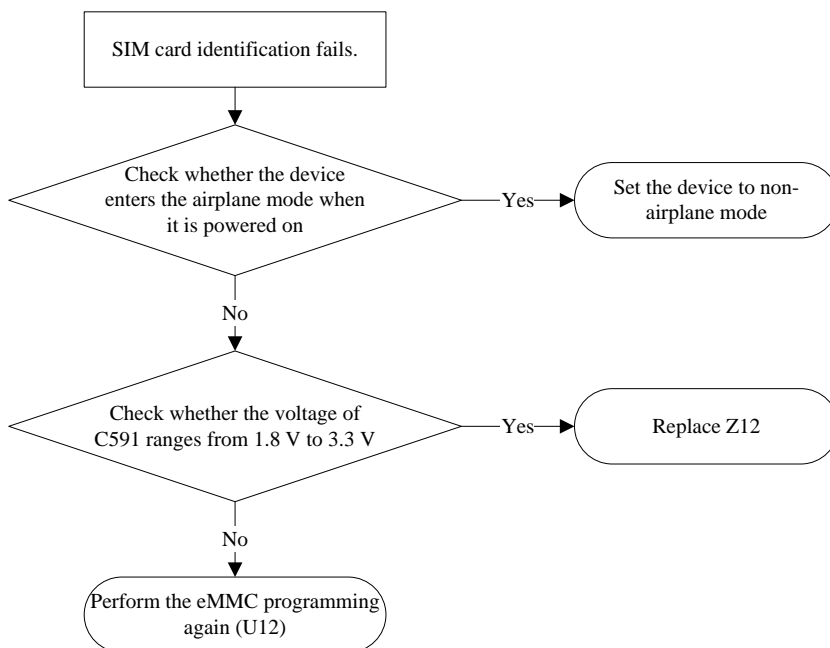 SIM card identification fails.
Check whether the device
enters the airplane mode when
it is powered on
Yes
Set the device to non-
airplane mode
No
Check whether the voltage of
C591 ranges from 1.8 V to 3.3 V
Yes
Replace Z12
No
Perform the eMMC programming
again (U12)